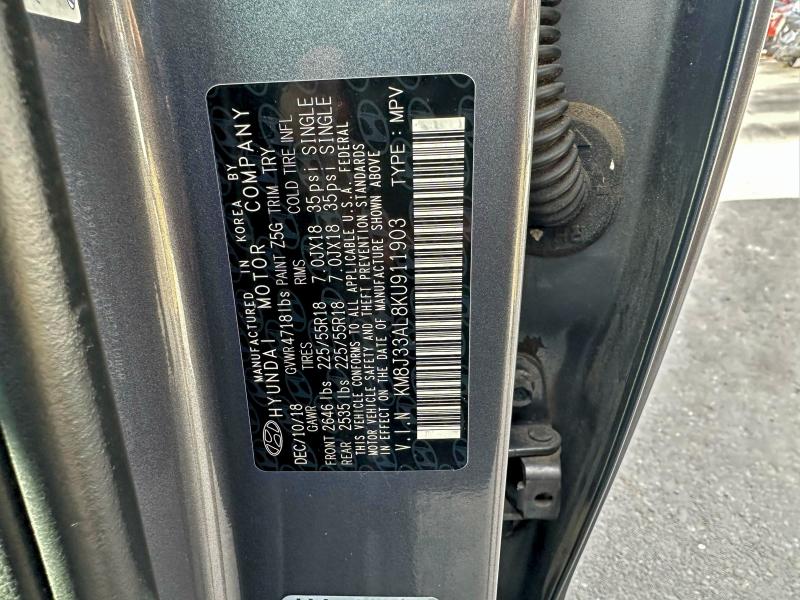 MANUFACTURED IN KOREA BY
HYUNDAI MOTOR COMPANY
DEC/10/18 GVWR4718lbs PAINT Z5G TRIM TRY
GAWR TIRES RIMS COLD TIRE INFL
FRONT 2646 lbs 225/55R18 7.0JX18 35psi SINGLE
REAR 2535 lbs 225/55R18 7.0JX18 35psi SINGLE
THIS VEHICLE CONFORMS TO ALL APPLICABLE U.S.A. FEDERAL
MOTOR VEHICLE SAFETY AND THEFT PREVENTION STANDARDS
IN EFFECT ON THE DATE OF MANUFACTURE SHOWN ABOVE
V.I.N KM8J33AL8KU911903 TYPE : MPV